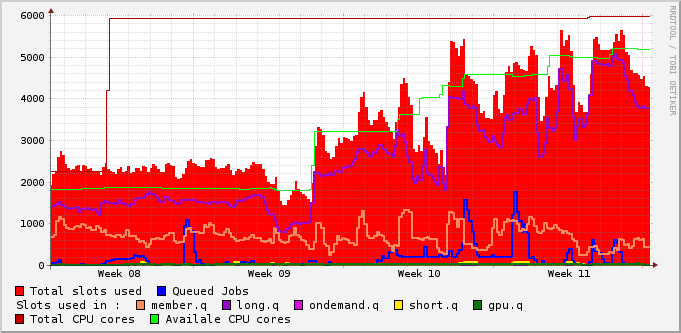 6000
5000
4000
3000
2000
1000
0
Week 08 Week 09 Week 10 Week 11
Total slots used Queued Jobs
Slots used in : member.q long.q ondemand.q short.q gpu.q
Total CPU cores Availale CPU cores
RRDTOOL / TOBI OETIKER